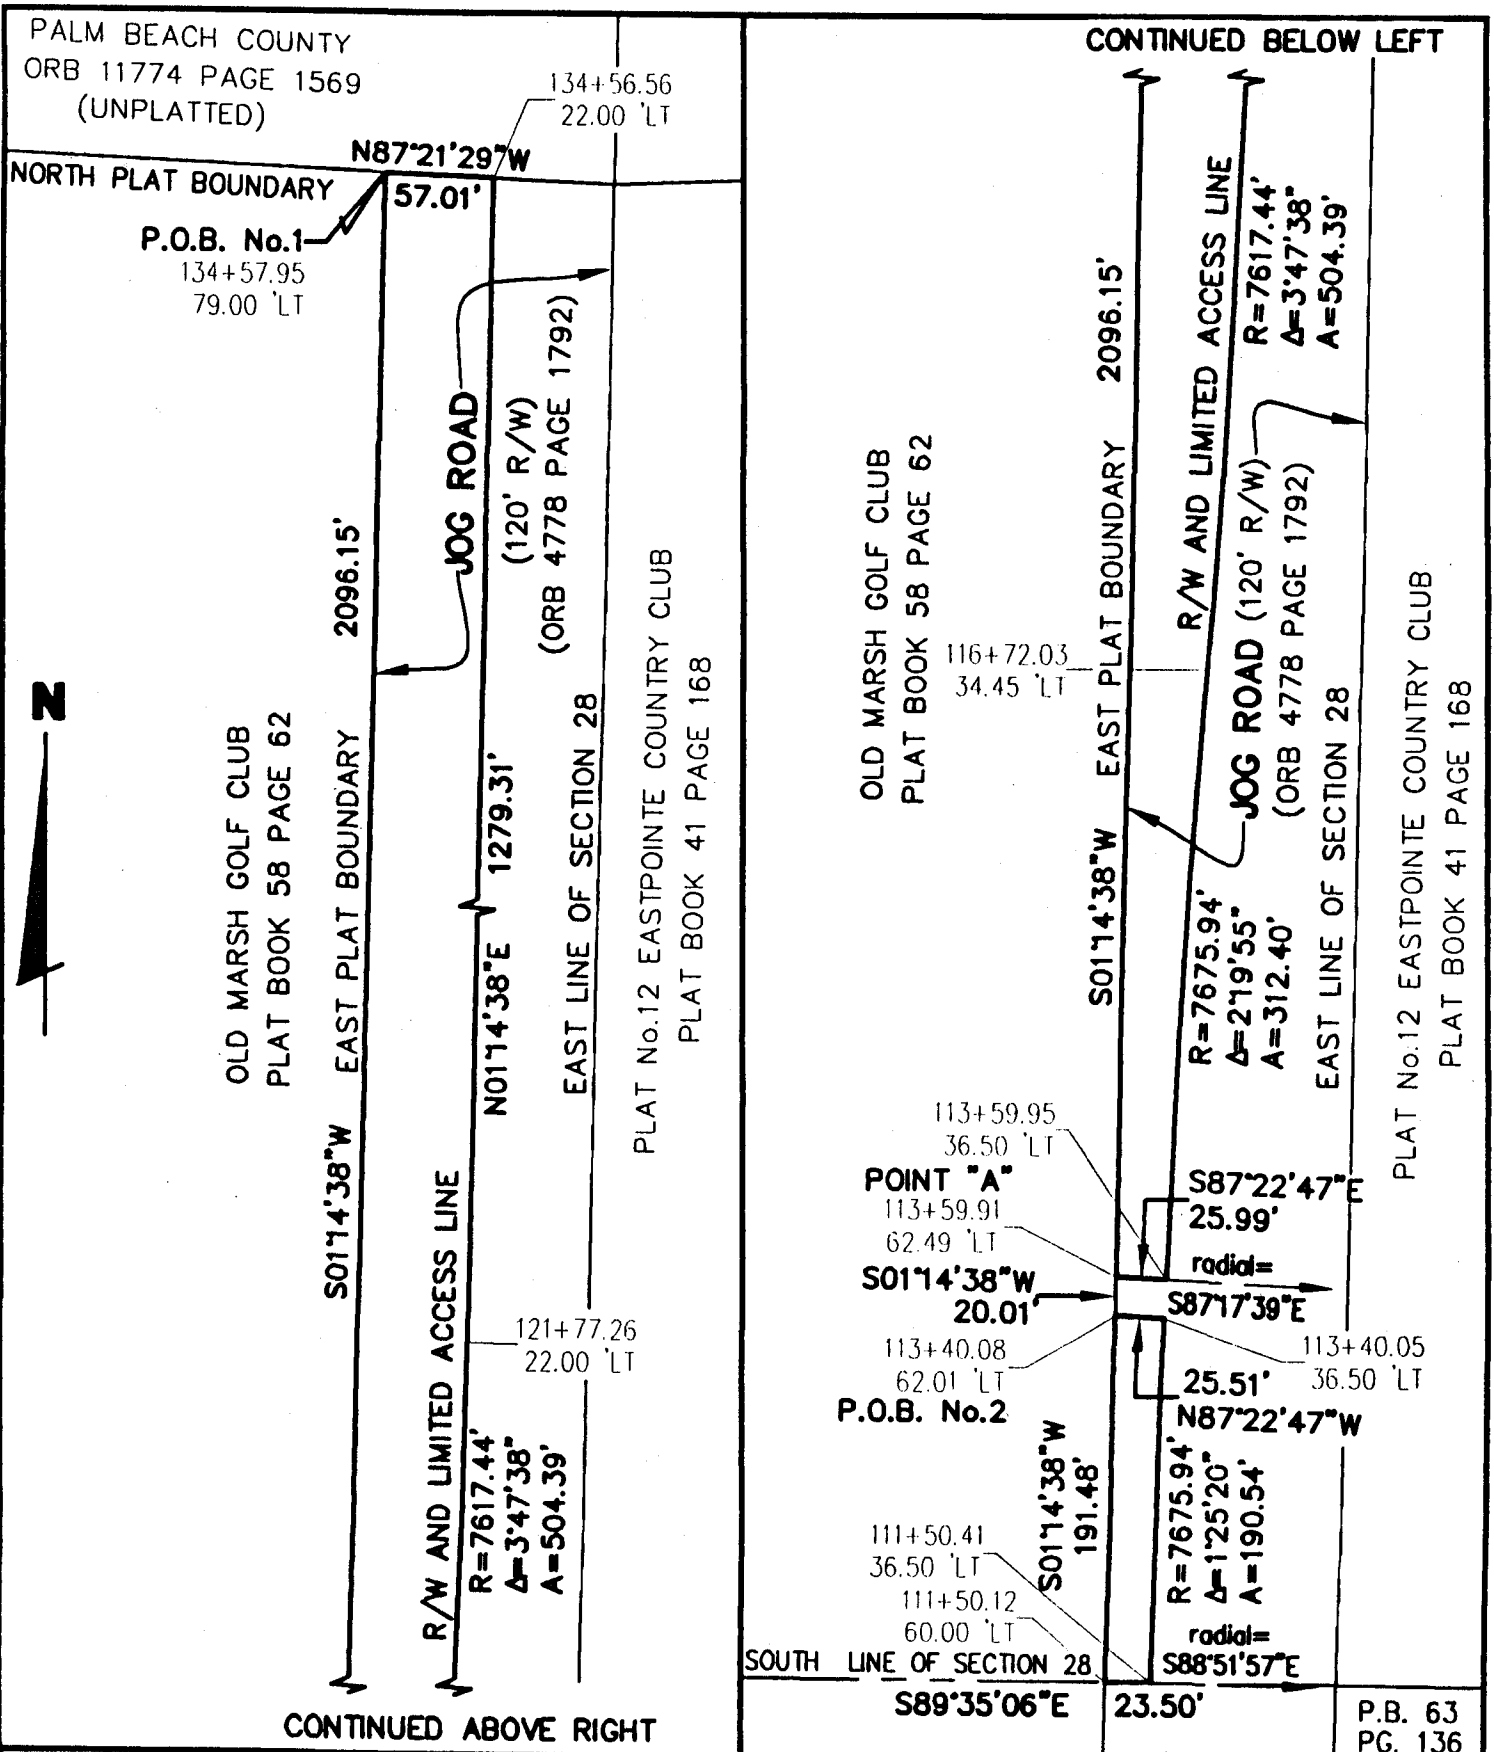 PALM BEACH COUNTY
ORB 11774 PAGE 1569
(UNPLATTED)
134+56.56
22.00 'LT
N87°21'29"W
57.01'
NORTH PLAT BOUNDARY
P.O.B. No.1
134+57.95
79.00 'LT
JOG ROAD
(120' R/W)
(ORB 4778 PAGE 1792)
2096.15'
N
OLD MARSH GOLF CLUB
PLAT BOOK 58 PAGE 62
EAST PLAT BOUNDARY
S01°14'38"W
1279.31'
N01°14'38"E
EAST LINE OF SECTION 28
PLAT No.12 EASTPOINTE COUNTRY CLUB
PLAT BOOK 41 PAGE 168
R/W AND LIMITED ACCESS LINE
121+77.26
22.00 'LT
R=7617.44'
Δ=3°47'38"
A=504.39'
CONTINUED ABOVE RIGHT
CONTINUED BELOW LEFT
2096.15'
R/W AND LIMITED ACCESS LINE
R=7617.44'
Δ=3°47'38"
A=504.39'
OLD MARSH GOLF CLUB
PLAT BOOK 58 PAGE 62
EAST PLAT BOUNDARY
116+72.03
34.45 'LT
JOG ROAD (120' R/W)
(ORB 4778 PAGE 1792)
S01°14'38"W
R=7675.94'
Δ=2°19'55"
A=312.40'
EAST LINE OF SECTION 28
PLAT No.12 EASTPOINTE COUNTRY CLUB
PLAT BOOK 41 PAGE 168
113+59.95
36.50 'LT
POINT "A"
113+59.91
62.49 'LT
S87°22'47"E
25.99'
radial=
S87°17'39"E
S01°14'38"W
20.01'
113+40.08
62.01 'LT
P.O.B. No.2
113+40.05
36.50 'LT
25.51'
N87°22'47"W
S01°14'38"W
191.48'
R=7675.94'
Δ=1°25'20"
A=190.54'
111+50.41
36.50 'LT
111+50.12
60.00 'LT
radial=
S88°51'57"E
SOUTH LINE OF SECTION 28
S89°35'06"E
23.50'
P.B. 63
PG. 136